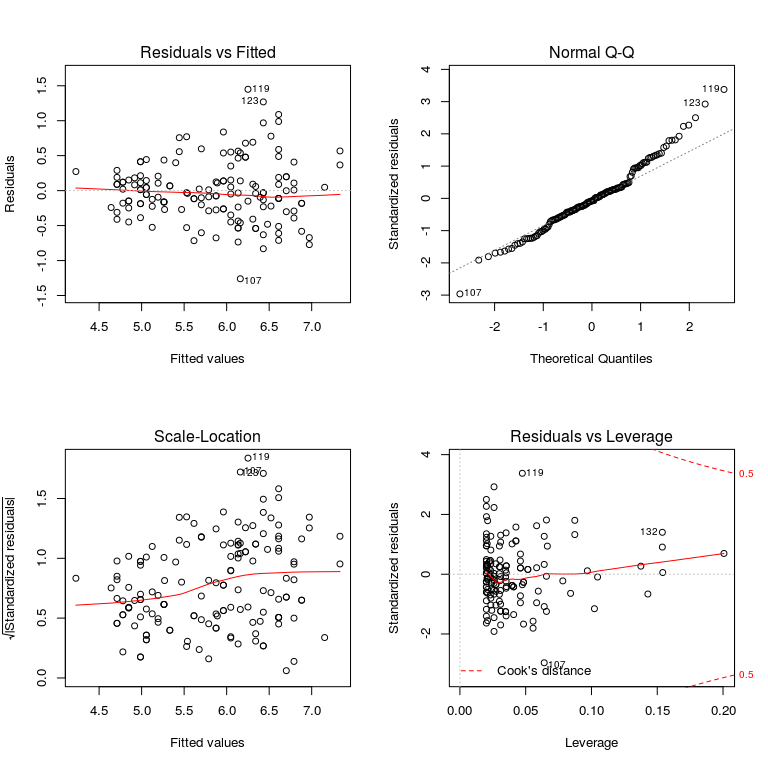 Residuals vs Fitted
Residuals
1.5
1.0
0.5
0.0
-0.5
-1.0
-1.5
119
123
107
4.5 5.0 5.5 6.0 6.5 7.0
Fitted values
Normal Q-Q
Standardized residuals
4
3
2
1
0
-1
-2
-3
119
123
107
-2 -1 0 1 2
Theoretical Quantiles
Scale-Location
√|Standardized residuals|
1.5
1.0
0.5
0.0
119
107
123
4.5 5.0 5.5 6.0 6.5 7.0
Fitted values
Residuals vs Leverage
Standardized residuals
4
2
0
-2
119
132
107
0.5
0.5
Cook's distance
0.00 0.05 0.10 0.15 0.20
Leverage